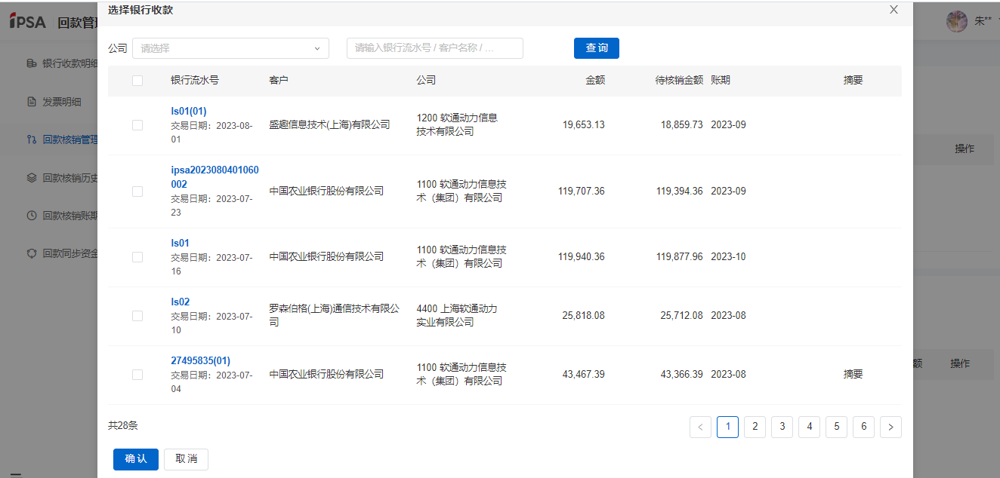 选择银行收款
iPSA 回款管理
朱**
公司 请选择 请输入银行流水号 / 客户名称 / ... 查 询
银行收款明细
发票明细
回款核销管理
回款核销历史
回款核销账期
回款同步资金
银行流水号 客户 公司 金额 待核销金额 账期 摘要
ls01(01)
交易日期：2023-08-
01
盛趣信息技术(上海)有限公司
1200 软通动力信息
技术有限公司
19,653.13 18,859.73 2023-09
ipsa2023080401060
002
交易日期：2023-07-
23
中国农业银行股份有限公司
1100 软通动力信息技
术（集团）有限公司
119,707.36 119,394.36 2023-09
ls01
交易日期：2023-07-
16
中国农业银行股份有限公司
1100 软通动力信息技
术（集团）有限公司
119,940.36 119,877.96 2023-10
ls02
交易日期：2023-07-
10
罗森伯格(上海)通信技术有限公
司
4400 上海软通动力
实业有限公司
25,818.08 25,712.08 2023-08
27495835(01)
交易日期：2023-07-
04
中国农业银行股份有限公司
1100 软通动力信息技
术（集团）有限公司
43,467.39 43,366.39 2023-08 摘要
操作
额 操作
共28条
< 1 2 3 4 5 6 >
确 认 取 消